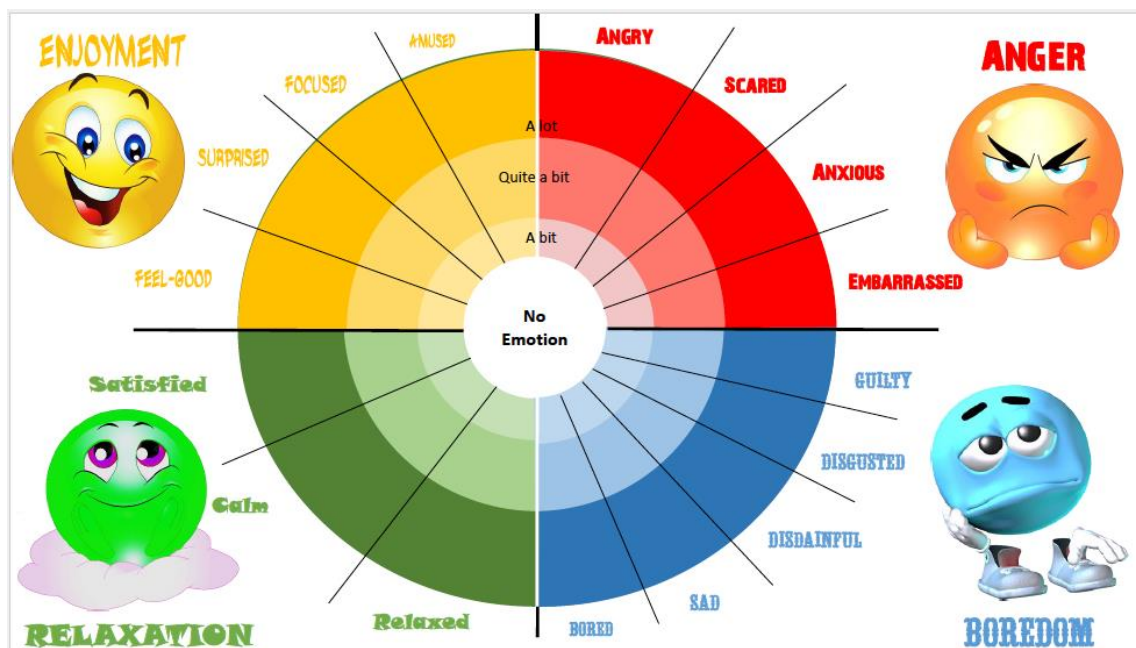 ENJOYMENT
AMUSED
FOCUSED
SURPRISED
FEEL-GOOD
ANGRY
SCARED
ANXIOUS
EMBARRASSED
ANGER
A lot
Quite a bit
A bit
No
Emotion
Satisfied
Calm
Relaxed
RELAXATION
GUILTY
DISGUSTED
DISDAINFUL
SAD
BORED
BOREDOM